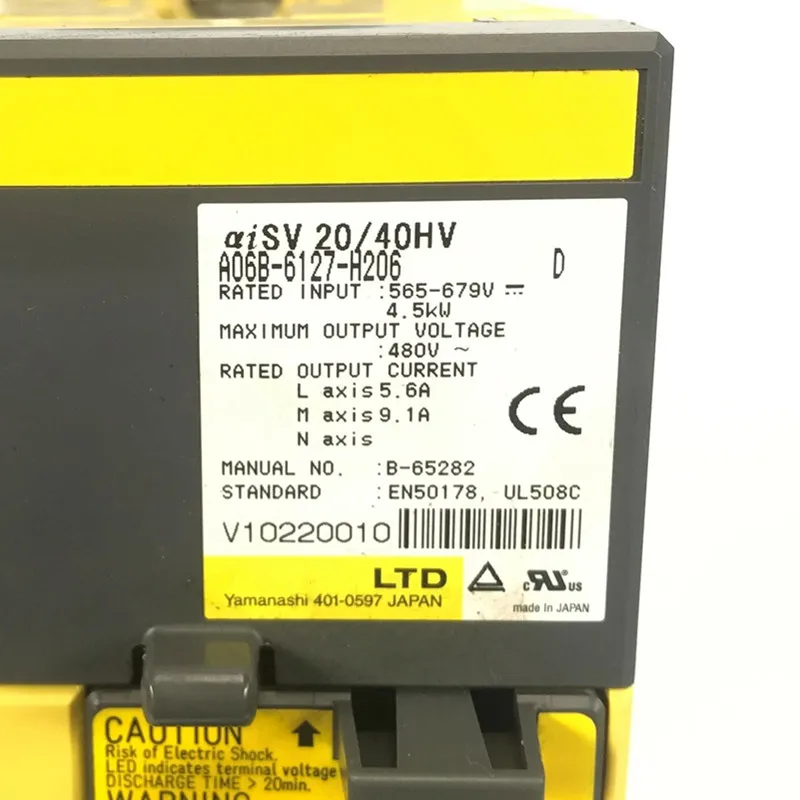 αiSV 20/40HV
A06B-6127-H206 D
RATED INPUT :565-679V ⎓
4.5kW
MAXIMUM OUTPUT VOLTAGE
:480V ~
RATED OUTPUT CURRENT
L axis 5.6A
M axis 9.1A
N axis
CE
MANUAL NO. :B-65282
STANDARD :EN50178, UL508C
V10220010
LTD
Yamanashi 401-0597 JAPAN
c RU us
made in JAPAN
CAUTION
Risk of Electric Shock.
LED indicates terminal voltage
DISCHARGE TIME > 20min.
WARNING